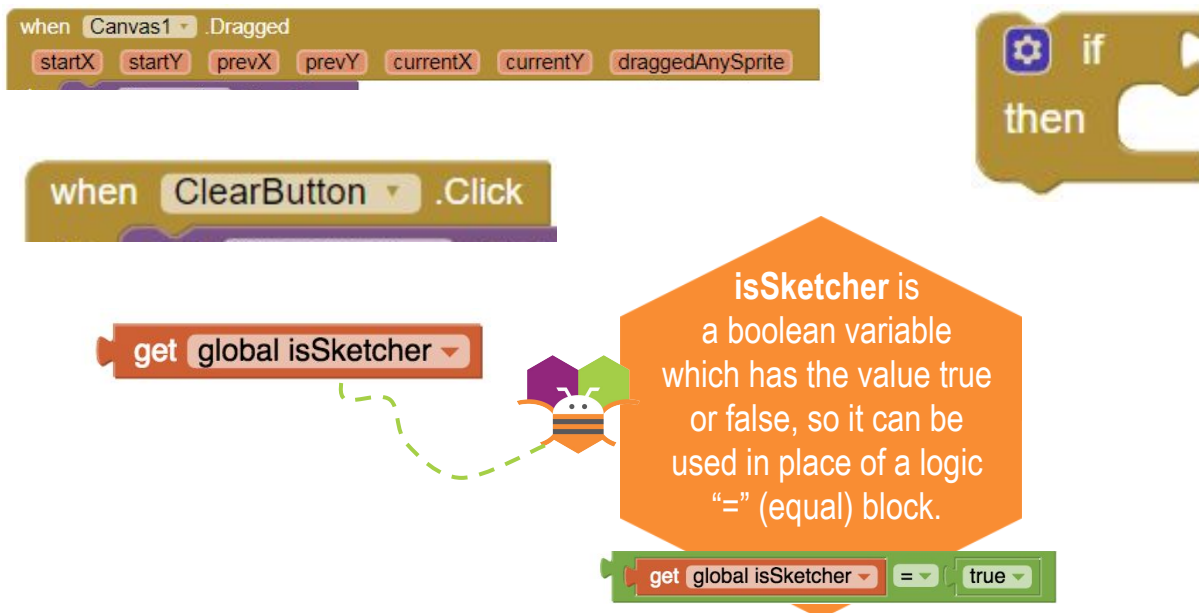 when Canvas1 .Dragged
startX startY prevX prevY currentX currentY draggedAnySprite
if
then
when ClearButton .Click
get global isSketcher
isSketcher is
a boolean variable
which has the value true
or false, so it can be
used in place of a logic
“=” (equal) block.
get global isSketcher = true